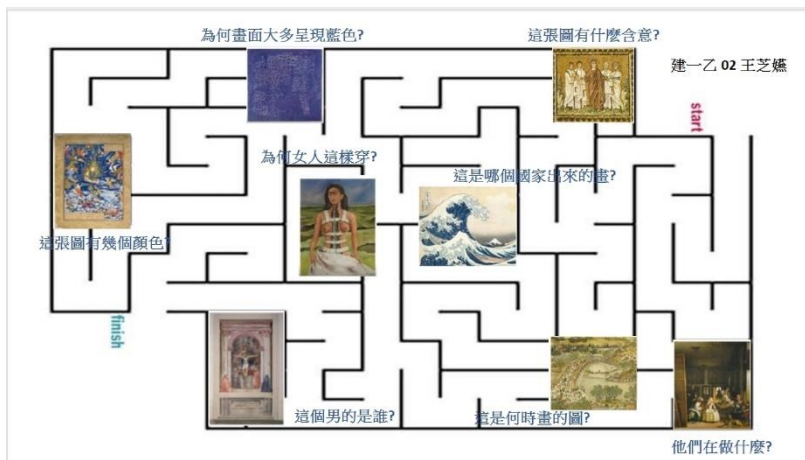 為何畫面大多呈現藍色?
這張圖有什麼含意?
建一乙 02 王芝嬿
start
為何女人這樣穿?
這是哪個國家出來的畫?
這張圖有幾個顏色?
finish
這個男的是誰?
這是何時畫的圖?
他們在做什麼?